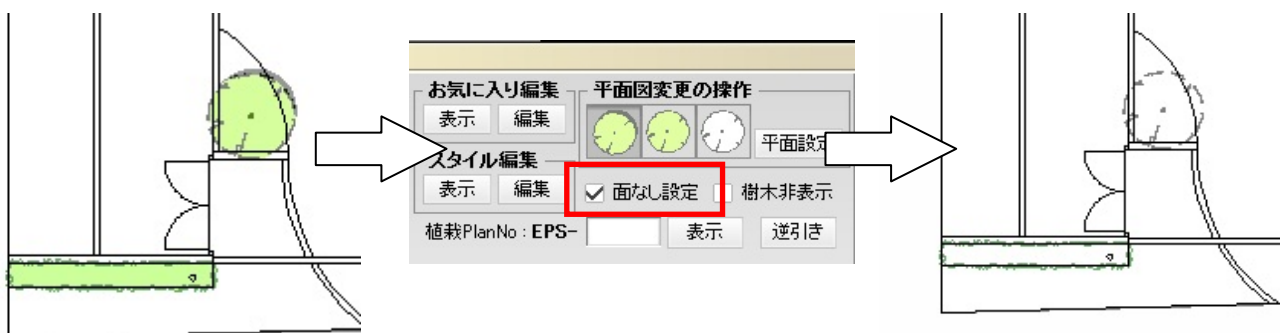 お気に入り編集
表示 編集
平面図変更の操作
平面設定
スタイル編集
表示 編集
面なし設定 樹木非表示
植栽PlanNo：EPS- 表示 逆引き